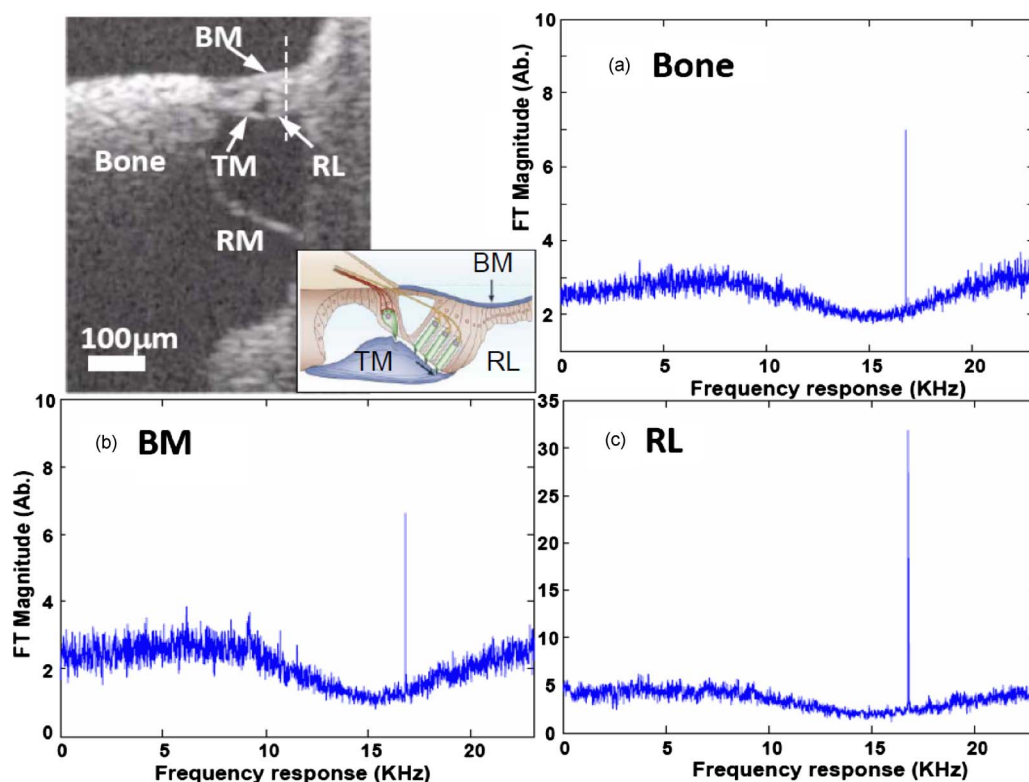 BM
Bone
TM
RL
RM
100μm
BM
TM
RL
(a) Bone
FT Magnitude (Ab.)
10
8
6
4
2
0 5 10 15 20
Frequency response (KHz)
(b) BM
FT Magnitude (Ab.)
10
8
6
4
2
0
0 5 10 15 20
Frequency response (KHz)
(c) RL
35
30
25
20
15
10
5
0
0 5 10 15 20
Frequency response (KHz)